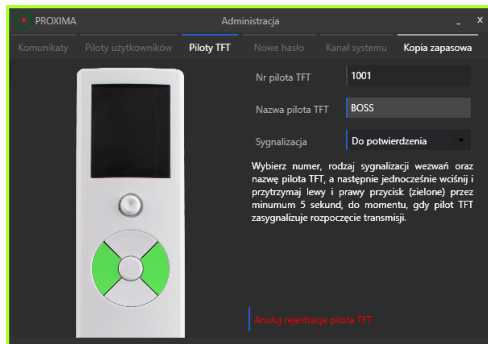 PROXIMA
Administracja
_ x
Komunikaty
Piloty użytkowników
Piloty TFT
Nowe hasło
Kanał systemu
Kopia zapasowa
Nr pilota TFT
1001
Nazwa pilota TFT
BOSS
Sygnalizacja
Do potwierdzenia
Wybierz numer, rodzaj sygnalizacji wezwań oraz
nazwę pilota TFT, a następnie jednocześnie wciśnij i
przytrzymaj lewy i prawy przycisk (zielone) przez
minumum 5 sekund, do momentu, gdy pilot TFT
zasygnalizuje rozpoczęcie transmisji.
Anuluj rejestrację pilota TFT